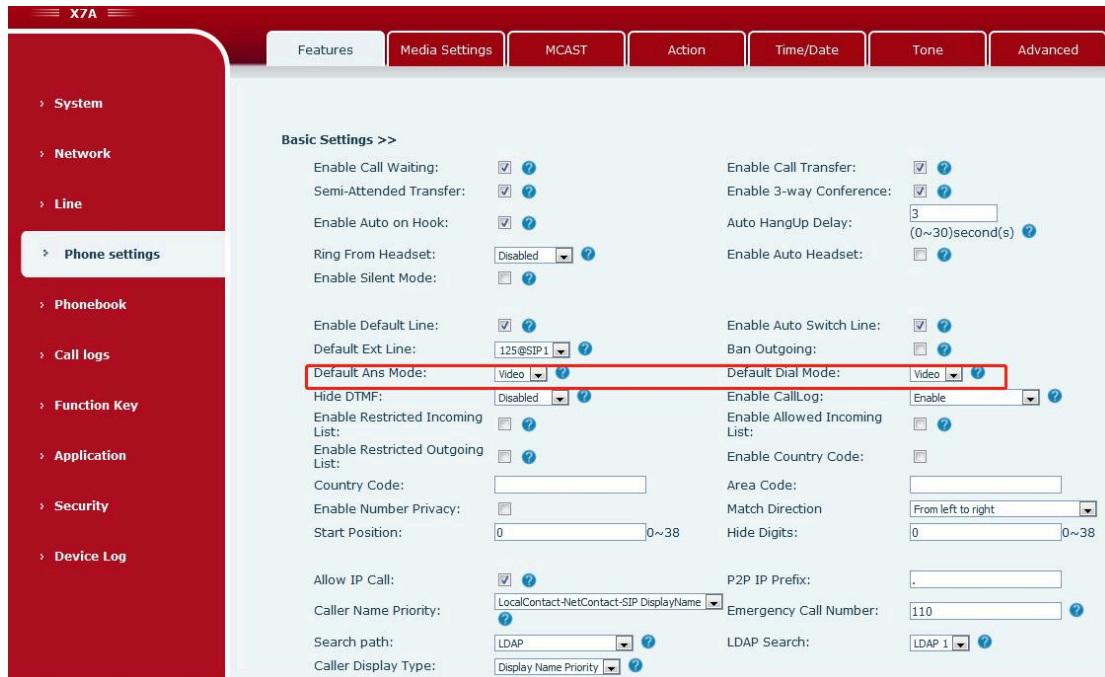 X7A
Features Media Settings MCAST Action Time/Date Tone Advanced
› System
› Network
› Line
› Phone settings
› Phonebook
› Call logs
› Function Key
› Application
› Security
› Device Log
Basic Settings >>
Enable Call Waiting: Enable Call Transfer:
Semi-Attended Transfer: Enable 3-way Conference:
Enable Auto on Hook: Auto HangUp Delay: 3
(0~30)second(s)
Ring From Headset: Disabled Enable Auto Headset:
Enable Silent Mode:
Enable Default Line: Enable Auto Switch Line:
Default Ext Line: 125@SIP1 Ban Outgoing:
Default Ans Mode: Video Default Dial Mode: Video
Hide DTMF: Disabled Enable CallLog: Enable
Enable Restricted Incoming List: Enable Allowed Incoming List:
Enable Restricted Outgoing List: Enable Country Code:
Country Code: Area Code:
Enable Number Privacy: Match Direction From left to right
Start Position: 0 0~38 Hide Digits: 0 0~38
Allow IP Call: P2P IP Prefix: .
Caller Name Priority: LocalContact-NetContact-SIP DisplayName Emergency Call Number: 110
Search path: LDAP LDAP Search: LDAP 1
Caller Display Type: Display Name Priority